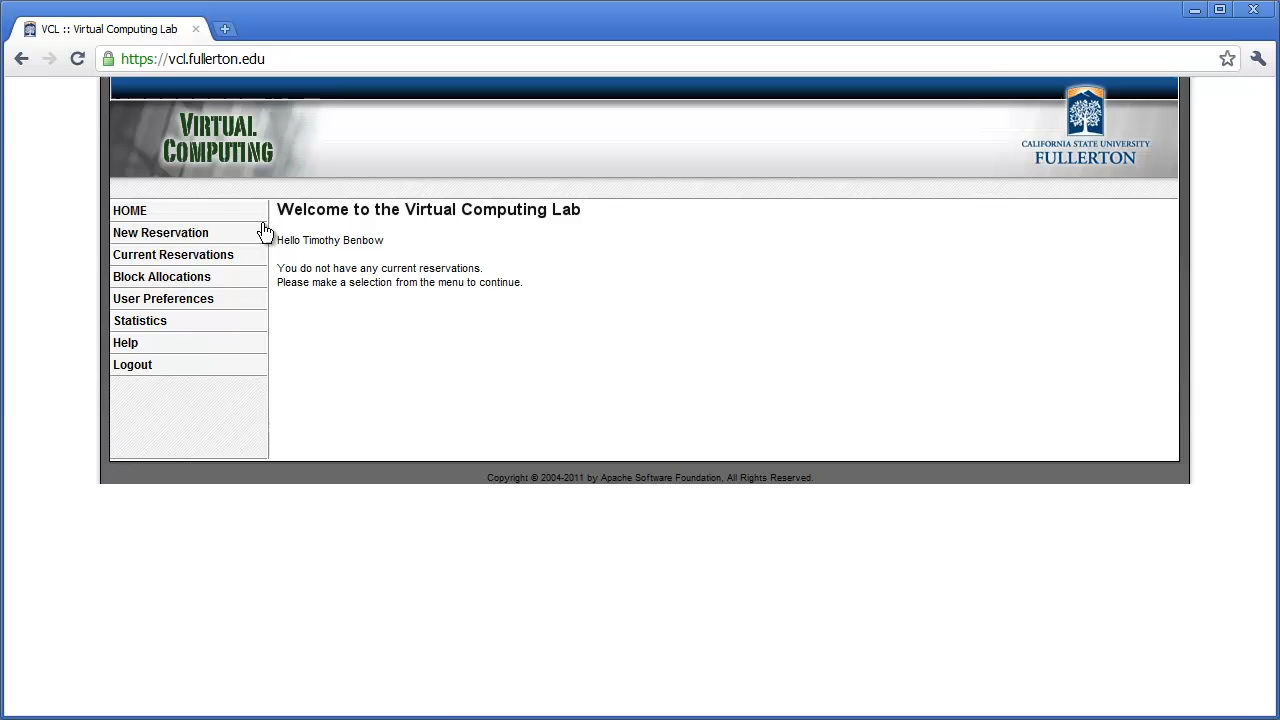 VCL :: Virtual Computing Lab
https://vcl.fullerton.edu
VIRTUAL
COMPUTING
CALIFORNIA STATE UNIVERSITY
FULLERTON
HOME
New Reservation
Current Reservations
Block Allocations
User Preferences
Statistics
Help
Logout
Welcome to the Virtual Computing Lab
Hello Timothy Benbow
You do not have any current reservations.
Please make a selection from the menu to continue.
Copyright © 2004-2011 by Apache Software Foundation, All Rights Reserved.